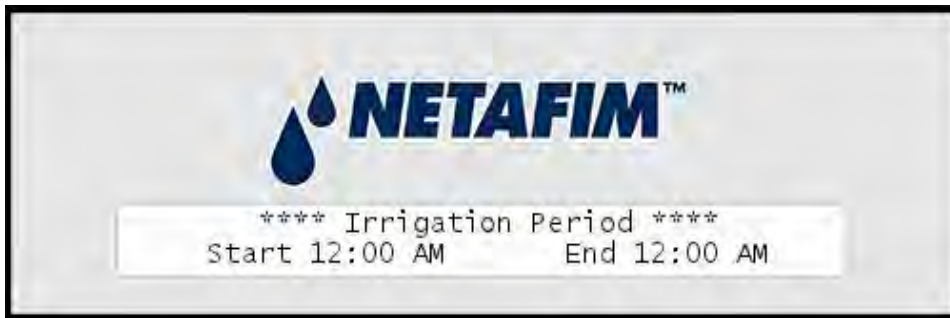 NETAFIM™
**** Irrigation Period ****
Start 12:00 AM End 12:00 AM